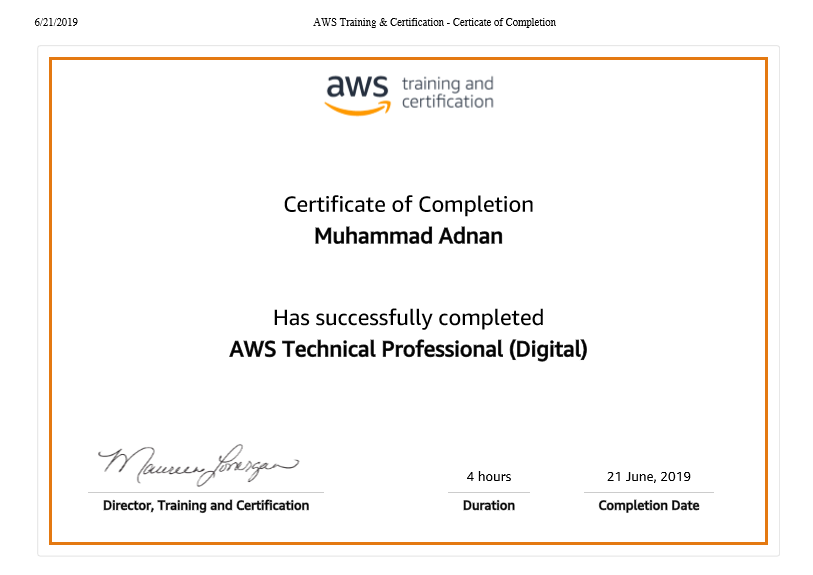 6/21/2019
AWS Training & Certification - Certicate of Completion
aws training and
certification
Certificate of Completion
Muhammad Adnan
Has successfully completed
AWS Technical Professional (Digital)
Maureen Lonergan
4 hours
21 June, 2019
Director, Training and Certification
Duration
Completion Date